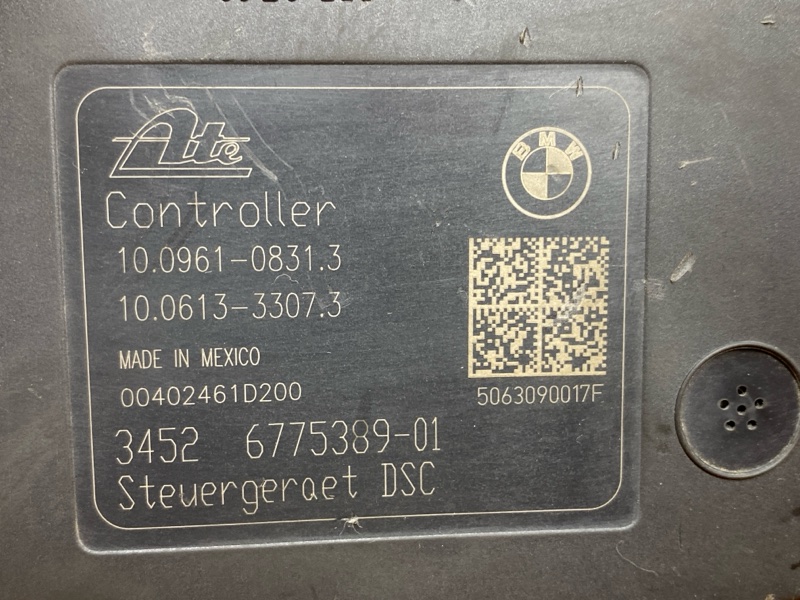 Ate
BMW
Controller
10.0961-0831.3
10.0613-3307.3
MADE IN MEXICO
00402461D200
5063090017F
3452 6775389-01
Steuergeraet DSC